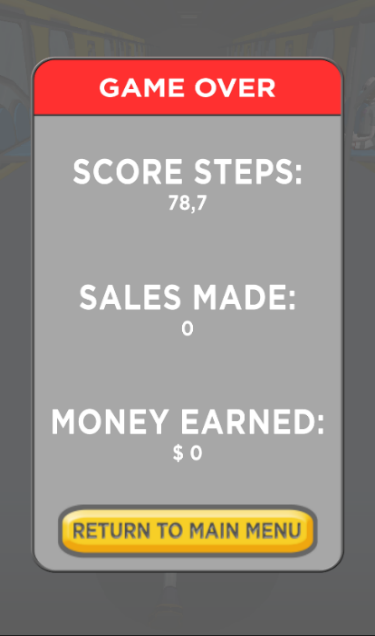 GAME OVER
SCORE STEPS:
78,7
SALES MADE:
0
MONEY EARNED:
$ 0
RETURN TO MAIN MENU